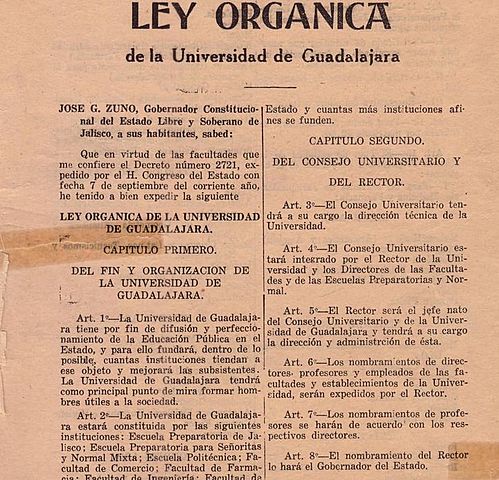 LEY ORGANICA
de la Universidad de Guadalajara
JOSE G. ZUNO, Gobernador Constitucio-
nal del Estado Libre y Soberano de
Jalisco, a sus habitantes, sabed:
Que en virtud de las facultades que
me confiere el Decreto número 2721, ex-
pedido por el H. Congreso del Estado con
fecha 7 de septiembre del corriente año,
he tenido a bien expedir la siguiente
LEY ORGANICA DE LA UNIVERSIDAD
DE GUADALAJARA.
CAPITULO PRIMERO.
DEL FIN Y ORGANIZACION DE
LA UNIVERSIDAD DE
GUADALAJARA.
Art. 1º—La Universidad de Guadalaja-
ra tiene por fin de difusión y perfeccio-
namiento de la Educación Pública en el
Estado, y para ello fundará, dentro de lo
posible, cuantas instituciones tiendan a
ese objeto y mejorará las subsistentes.
La Universidad de Guadalajara tendrá
como principal punto de mira formar hom-
bres útiles a la sociedad.
Art. 2º—La Universidad de Guadalaja-
ra estará constituida por las siguientes
instituciones: Escuela Preparatoria de Ja-
lisco; Escuela Preparatoria para Señoritas
y Normal Mixta; Escuela Politécnica; Fa-
cultad de Comercio; Facultad de Farma-
cia; Facultad de Ingeniería; Facultad de
Estado y cuantas más instituciones afi-
nes se funden.
CAPITULO SEGUNDO.
DEL CONSEJO UNIVERSITARIO Y
DEL RECTOR.
Art. 3º—El Consejo Universitario ten-
drá a su cargo la dirección técnica de la
Universidad.
Art. 4º—El Consejo Universitario es-
tará integrado por el Rector de la Uni-
versidad y los Directores de las Faculta-
des y de las Escuelas Preparatorias y Nor-
mal.
Art. 5º—El Rector será el jefe nato
del Consejo Universitario y de la Univer-
sidad de Guadalajara y tendrá a su cargo
la dirección y administrción de ésta.
Art. 6º—Los nombramientos de direc-
tores profesores y empleados de las fa-
cultades y establecimientos de la Univer-
sidad, serán expedidos por el Rector.
Art. 7º—Los nombramientos de profe-
sores se harán de acuerdo con los res-
pectivos directores.
Art. 8º—El nombramiento del Rector
lo hará el Gobernador del Estado.